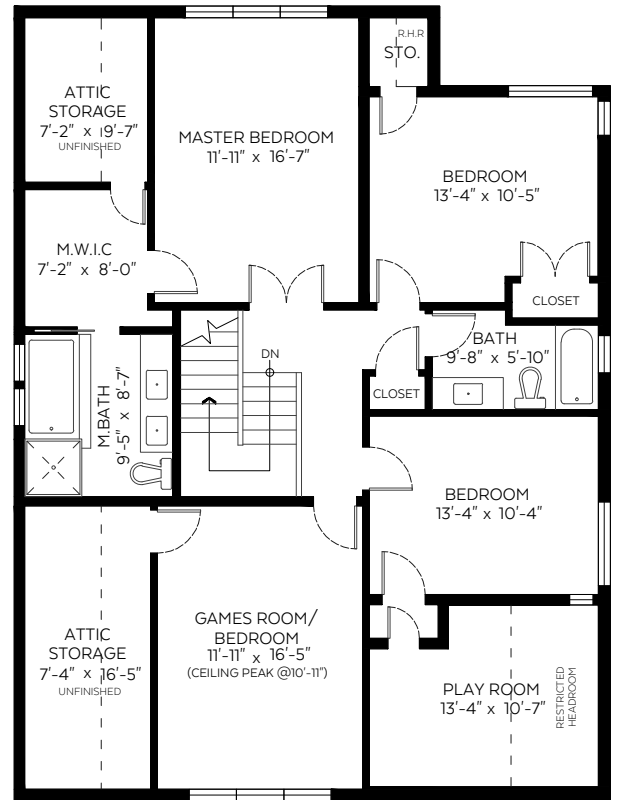 R.H.R
STO.
ATTIC
STORAGE
7'-2" x 9'-7"
UNFINISHED
MASTER BEDROOM
11'-11" x 16'-7"
BEDROOM
13'-4" x 10'-5"
M.W.I.C
7'-2" x 8'-0"
CLOSET
BATH
9'-8" x 5'-10"
DN
CLOSET
M.BATH
9'-5" x 8'-7"
BEDROOM
13'-4" x 10'-4"
GAMES ROOM/
BEDROOM
11'-11" x 16'-5"
(CEILING PEAK @10'-11")
ATTIC
STORAGE
7'-4" x 16'-5"
UNFINISHED
PLAY ROOM
13'-4" x 10'-7"
RESTRICTED
HEADROOM